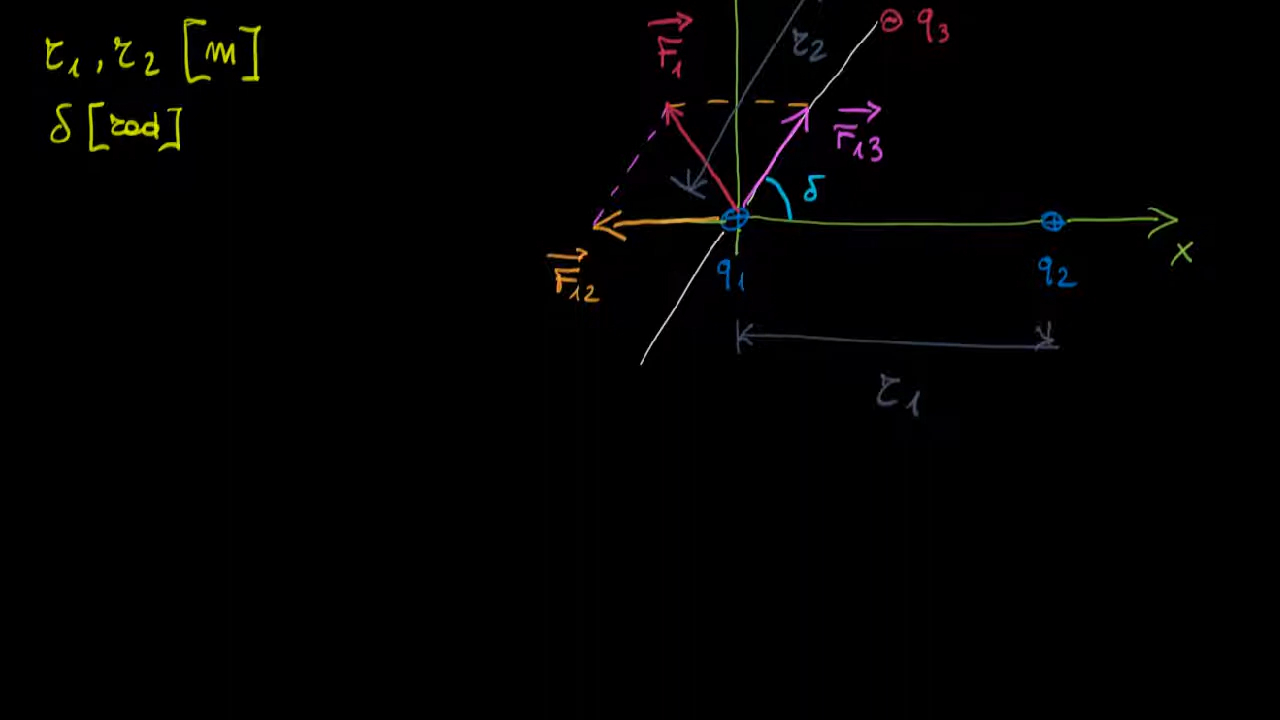 r1, r2 [m]
δ [rad]
F1
r2
q3
F13
δ
F12
q1
q2
x
r1